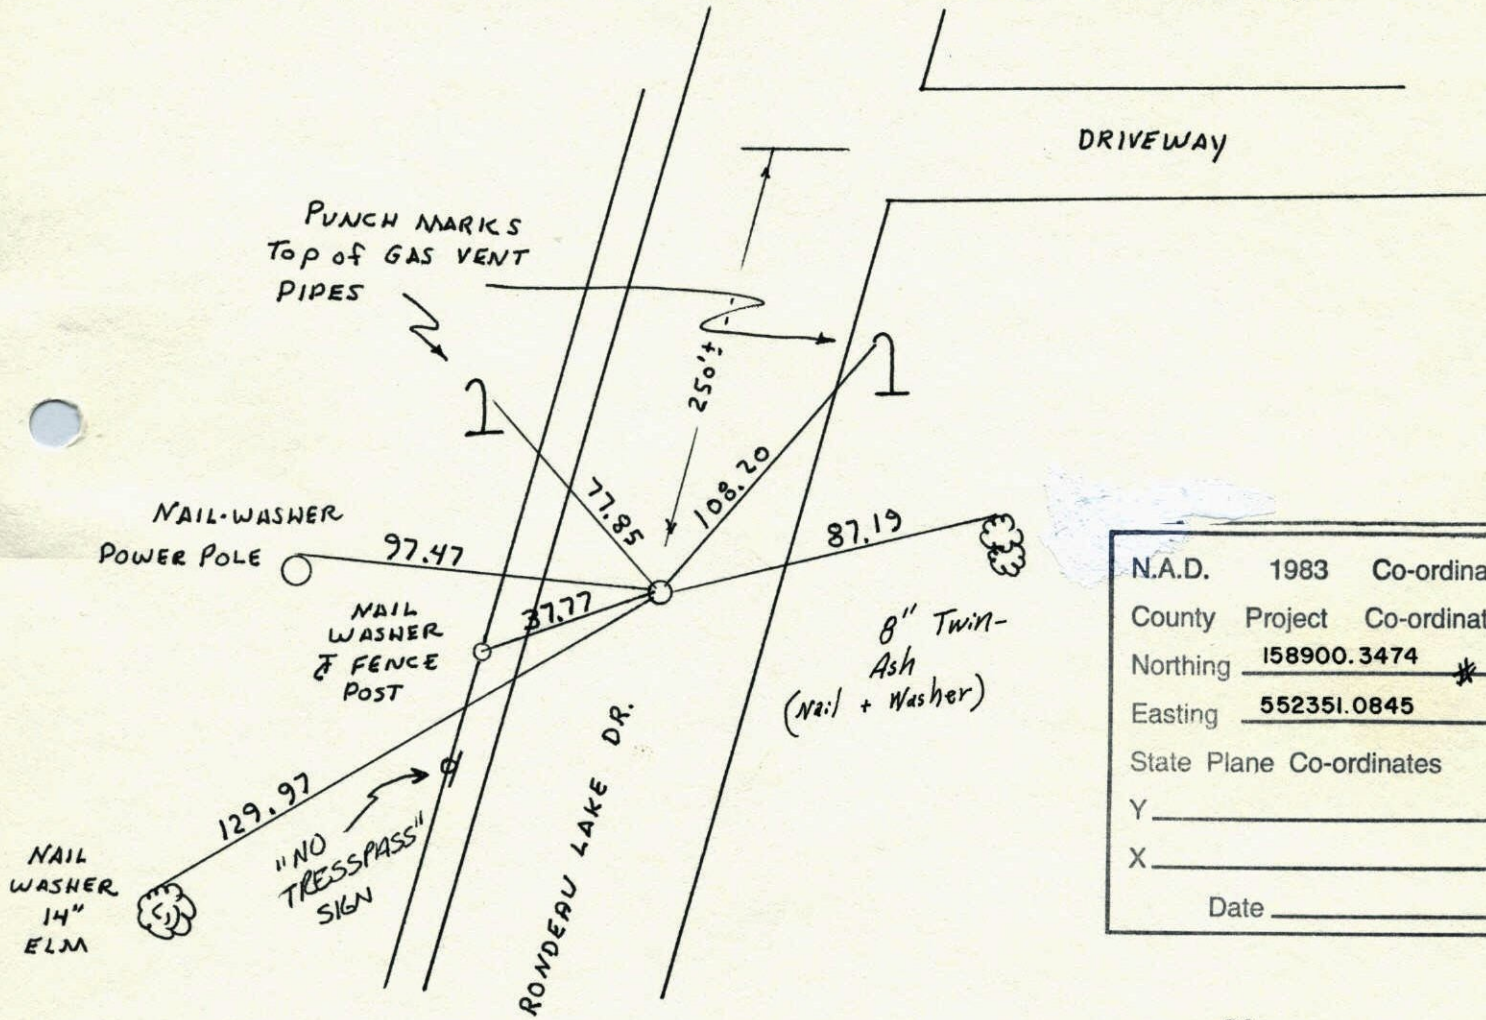 DRIVEWAY
PUNCH MARKS
Top of GAS VENT
PIPES
250'±
77.85
108.20
NAIL-WASHER
POWER POLE
97.47
87.19
NAIL
WASHER
FENCE
POST
37.77
8" Twin-
Ash
(Nail + Washer)
129.97
"NO
TRESSPASS"
SIGN
NAIL
WASHER
14"
ELM
RONDEAU LAKE DR.
N.A.D. 1983 Co-ordina
County Project Co-ordinat
Northing 158900.3474 *
Easting 552351.0845
State Plane Co-ordinates
Y
X
Date